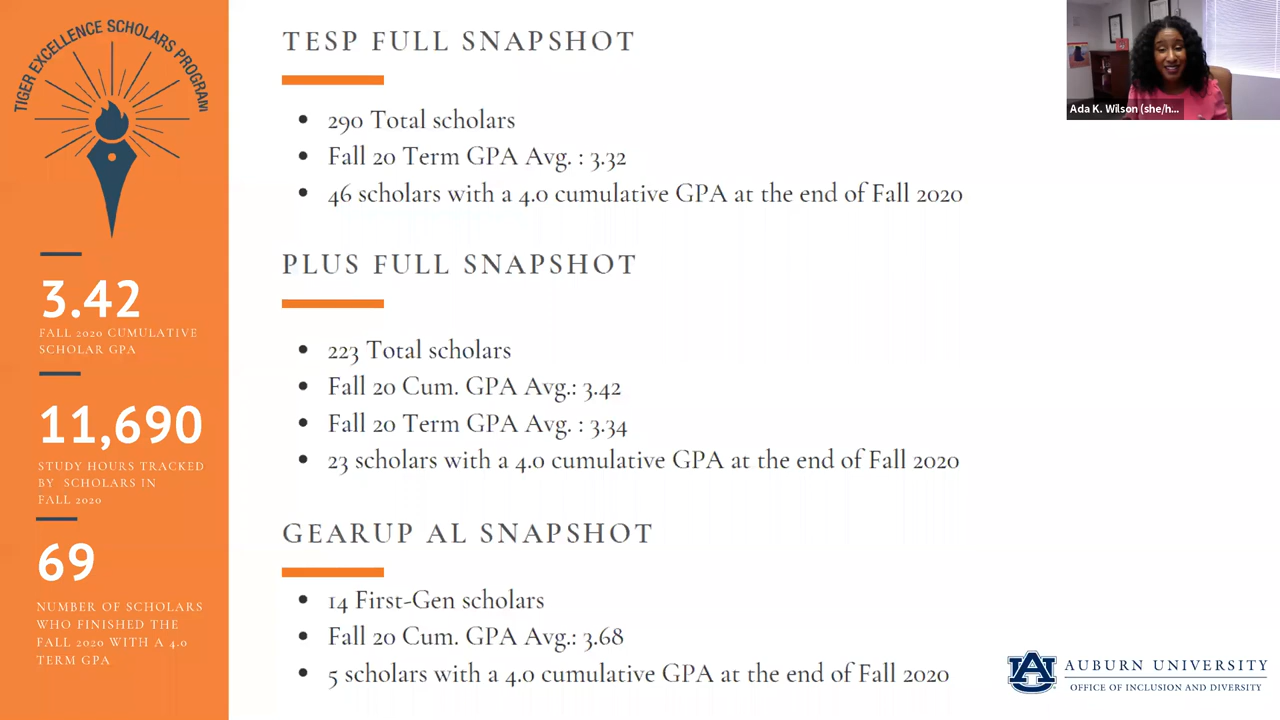 TIGER EXCELLENCE SCHOLARS PROGRAM
3.42
FALL 2020 CUMULATIVE
SCHOLAR GPA
11,690
STUDY HOURS TRACKED
BY SCHOLARS IN
FALL 2020
69
NUMBER OF SCHOLARS
WHO FINISHED THE
FALL 2020 WITH A 4.0
TERM GPA
TESP FULL SNAPSHOT
• 290 Total scholars
• Fall 20 Term GPA Avg. : 3.32
• 46 scholars with a 4.0 cumulative GPA at the end of Fall 2020
PLUS FULL SNAPSHOT
• 223 Total scholars
• Fall 20 Cum. GPA Avg.: 3.42
• Fall 20 Term GPA Avg. : 3.34
• 23 scholars with a 4.0 cumulative GPA at the end of Fall 2020
GEARUP AL SNAPSHOT
• 14 First-Gen scholars
• Fall 20 Cum. GPA Avg.: 3.68
• 5 scholars with a 4.0 cumulative GPA at the end of Fall 2020
Ada K. Wilson (she/h...
AU
AUBURN UNIVERSITY
OFFICE OF INCLUSION AND DIVERSITY